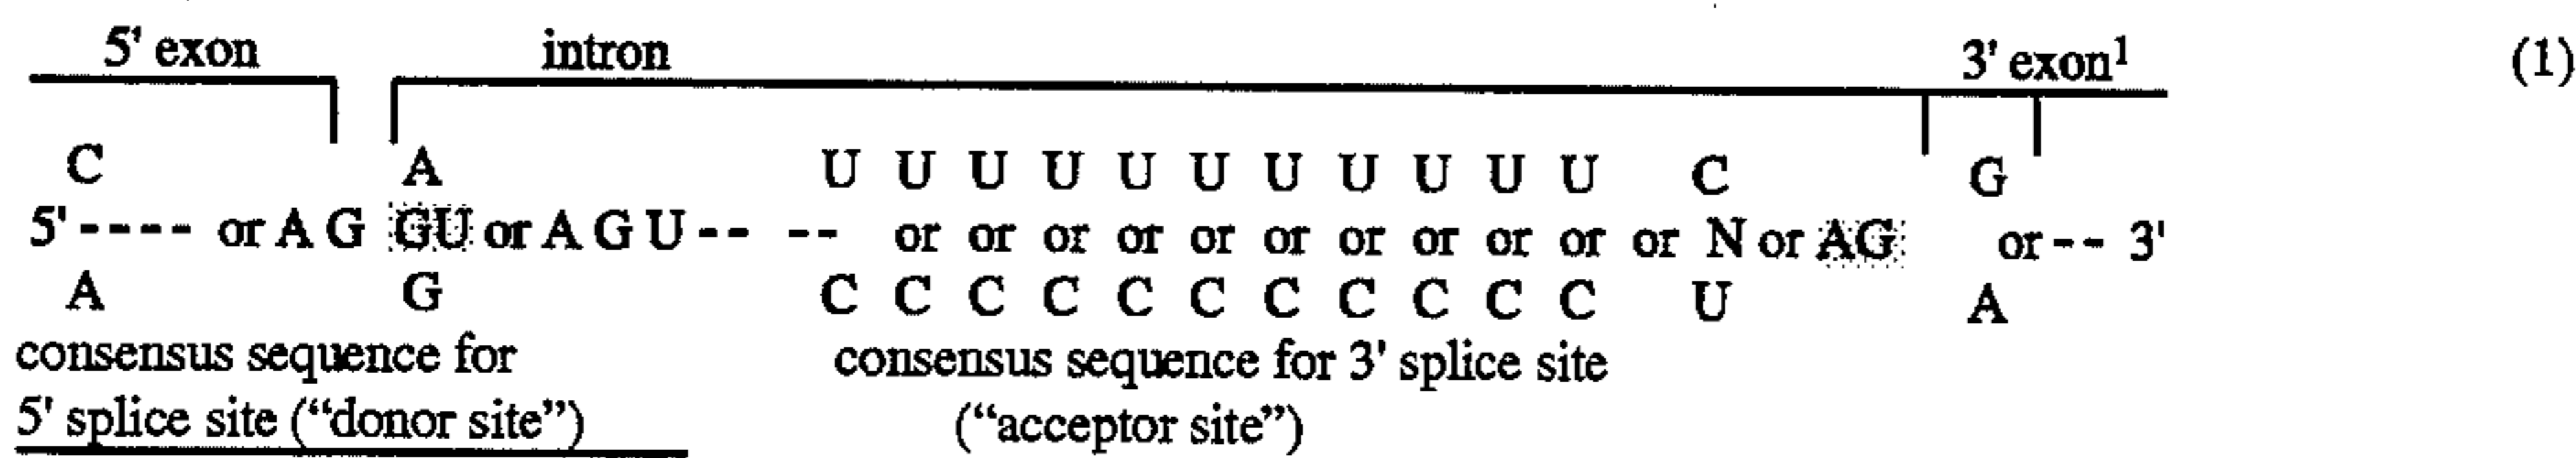 5' exon intron 3' exon¹ (1)
C A U U U U U U U U U U U C G
5' ---- or A G GU or A G U -- -- or or or or or or or or or or or N or AG or -- 3'
A G C C C C C C C C C C C U A
consensus sequence for consensus sequence for 3' splice site
5' splice site (“donor site”) (“acceptor site”)